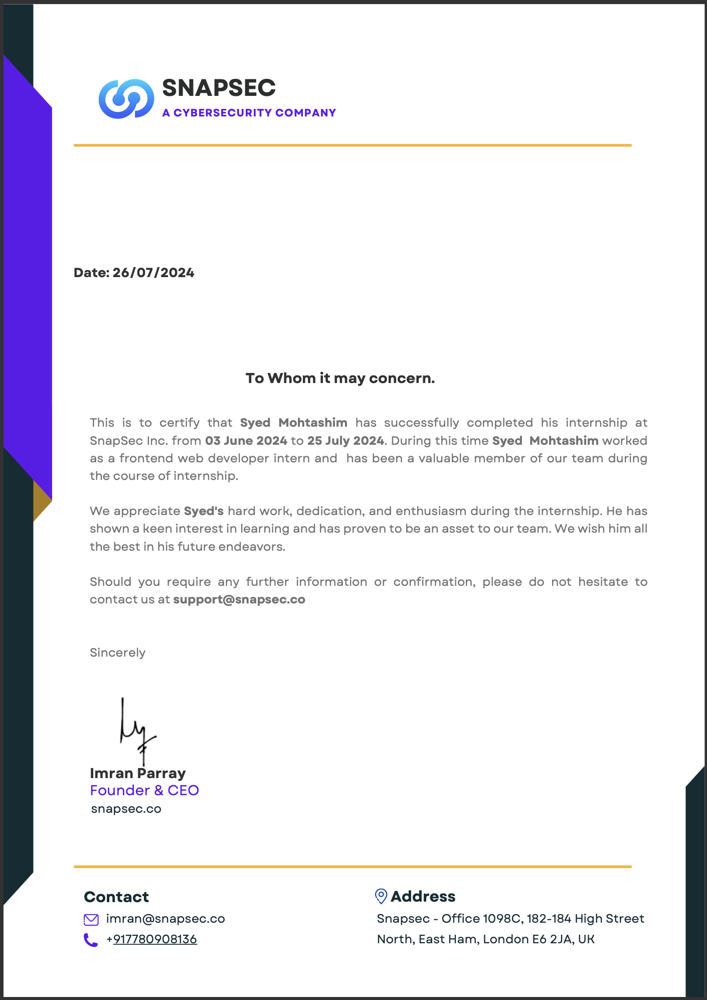 SNAPSEC
A CYBERSECURITY COMPANY
Date: 26/07/2024
To Whom it may concern.
This is to certify that Syed Mohtashim has successfully completed his internship at
SnapSec Inc. from 03 June 2024 to 25 July 2024. During this time Syed Mohtashim worked
as a frontend web developer intern and has been a valuable member of our team during
the course of internship.
We appreciate Syed's hard work, dedication, and enthusiasm during the internship. He has
shown a keen interest in learning and has proven to be an asset to our team. We wish him all
the best in his future endeavors.
Should you require any further information or confirmation, please do not hesitate to
contact us at support@snapsec.co
Sincerely
Imran Parray
Founder & CEO
snapsec.co
Contact
imran@snapsec.co
+917780908136
Address
Snapsec - Office 1098C, 182-184 High Street
North, East Ham, London E6 2JA, UK